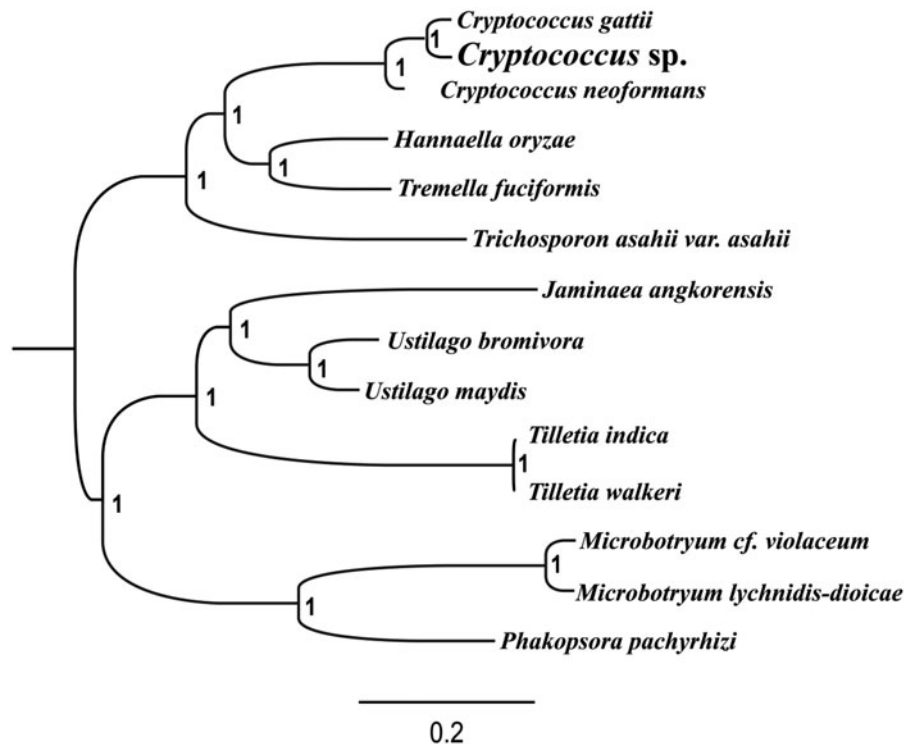 Cryptococcus gattii
1
Cryptococcus sp.
1
Cryptococcus neoformans
1
Hannaella oryzae
1
Tremella fuciformis
1
Trichosporon asahii var. asahii
Jaminaea angkorensis
1
Ustilago bromivora
1
Ustilago maydis
1
Tilletia indica
1
Tilletia walkeri
1
Microbotryum cf. violaceum
1
Microbotryum lychnidis-dioicae
1
Phakopsora pachyrhizi
0.2